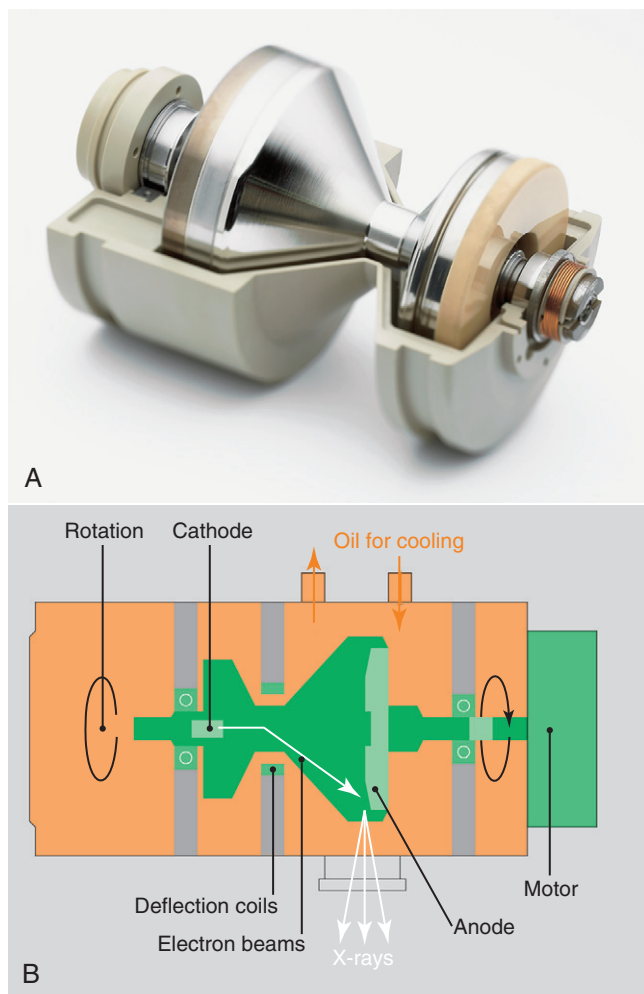 A
Rotation
Cathode
Oil for cooling
Deflection coils
Electron beams
X-rays
Anode
Motor
B